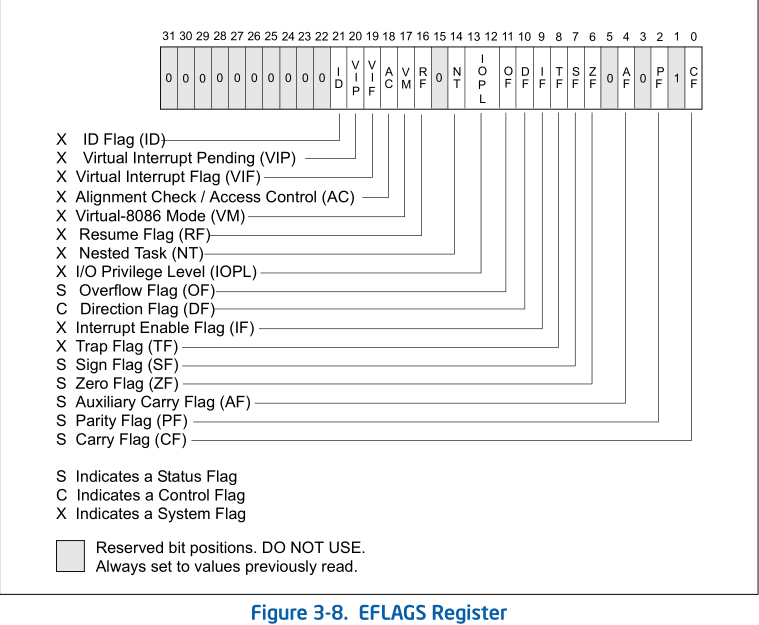 31 30 29 28 27 26 25 24 23 22 21 20 19 18 17 16 15 14 13 12 11 10 9 8 7 6 5 4 3 2 1 0
0 0 0 0 0 0 0 0 0 0 ID VIP VIF AC VM RF 0 NT IOPL OF DF IF TF SF ZF 0 AF 0 PF 1 CF
X ID Flag (ID)
X Virtual Interrupt Pending (VIP)
X Virtual Interrupt Flag (VIF)
X Alignment Check / Access Control (AC)
X Virtual-8086 Mode (VM)
X Resume Flag (RF)
X Nested Task (NT)
X I/O Privilege Level (IOPL)
S Overflow Flag (OF)
C Direction Flag (DF)
X Interrupt Enable Flag (IF)
X Trap Flag (TF)
S Sign Flag (SF)
S Zero Flag (ZF)
S Auxiliary Carry Flag (AF)
S Parity Flag (PF)
S Carry Flag (CF)
S Indicates a Status Flag
C Indicates a Control Flag
X Indicates a System Flag
Reserved bit positions. DO NOT USE.
Always set to values previously read.
Figure 3-8. EFLAGS Register